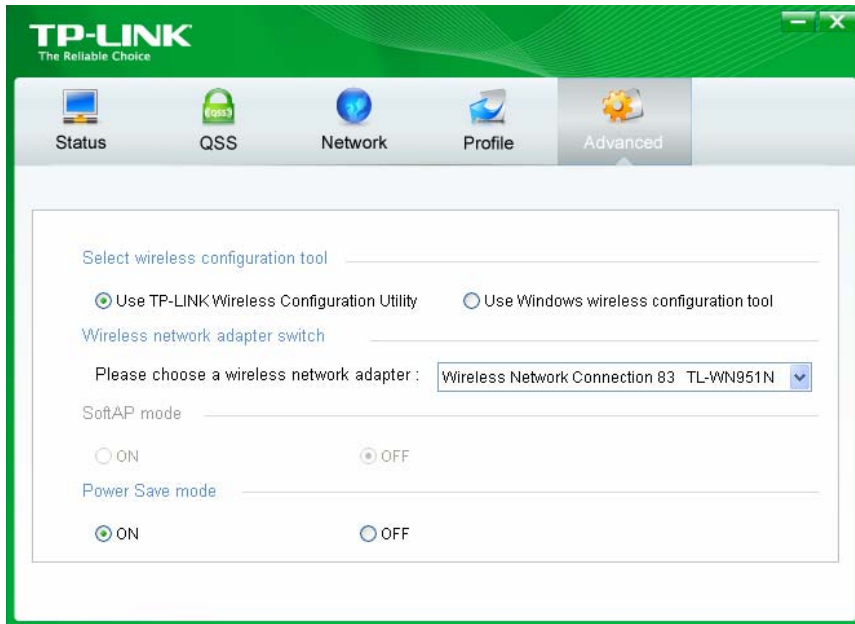 TP-LINK
The Reliable Choice
Status QSS Network Profile Advanced
Select wireless configuration tool
Use TP-LINK Wireless Configuration Utility Use Windows wireless configuration tool
Wireless network adapter switch
Please choose a wireless network adapter : Wireless Network Connection 83 TL-WN951N
SoftAP mode
ON OFF
Power Save mode
ON OFF